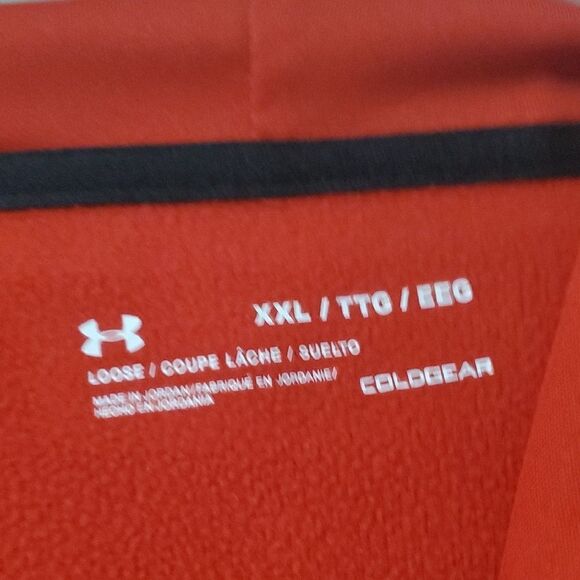 XXL / TTG / EEG
LOOSE / COUPE LÂCHE / SUELTO
COLDGEAR
MADE IN JORDAN/FABRIQUÉ EN JORDANIE/
HECHO EN JORDANIA